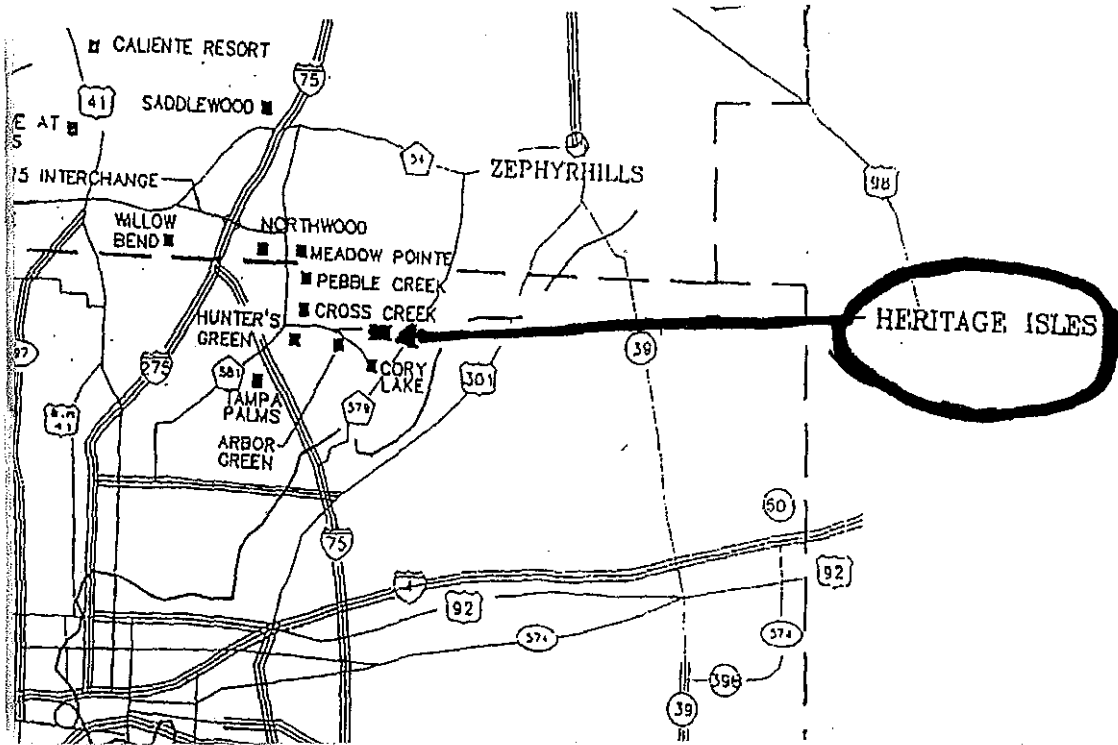 CALIENTE RESORT
75
41
SADDLEWOOD
E AT
S
54
ZEPHYRHILLS
75 INTERCHANGE
98
WILLOW
BEND
NORTHWOOD
MEADOW POINTE
PEBBLE CREEK
CROSS CREEK
HUNTER'S
GREEN
HERITAGE ISLES
39
275
581
CORY
LAKE
301
TAMPA
PALMS
579
41
ARBOR
GREEN
60
75
4
92
92
574
574
39